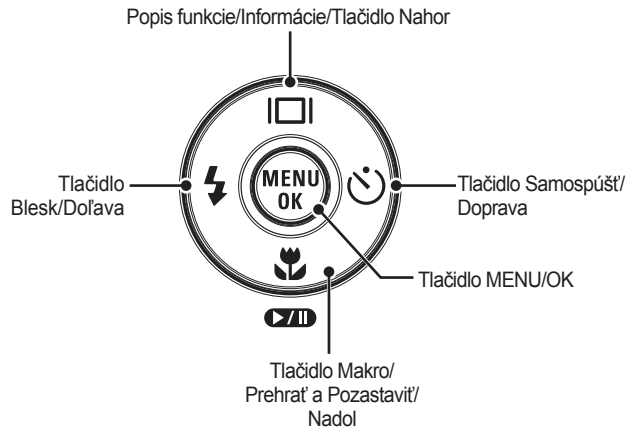 Popis funkcie/Informácie/Tlačidlo Nahor
Tlačidlo
Blesk/Doľava
MENU
OK
Tlačidlo Samospúšť/
Doprava
Tlačidlo MENU/OK
Tlačidlo Makro/
Prehrať a Pozastaviť/
Nadol